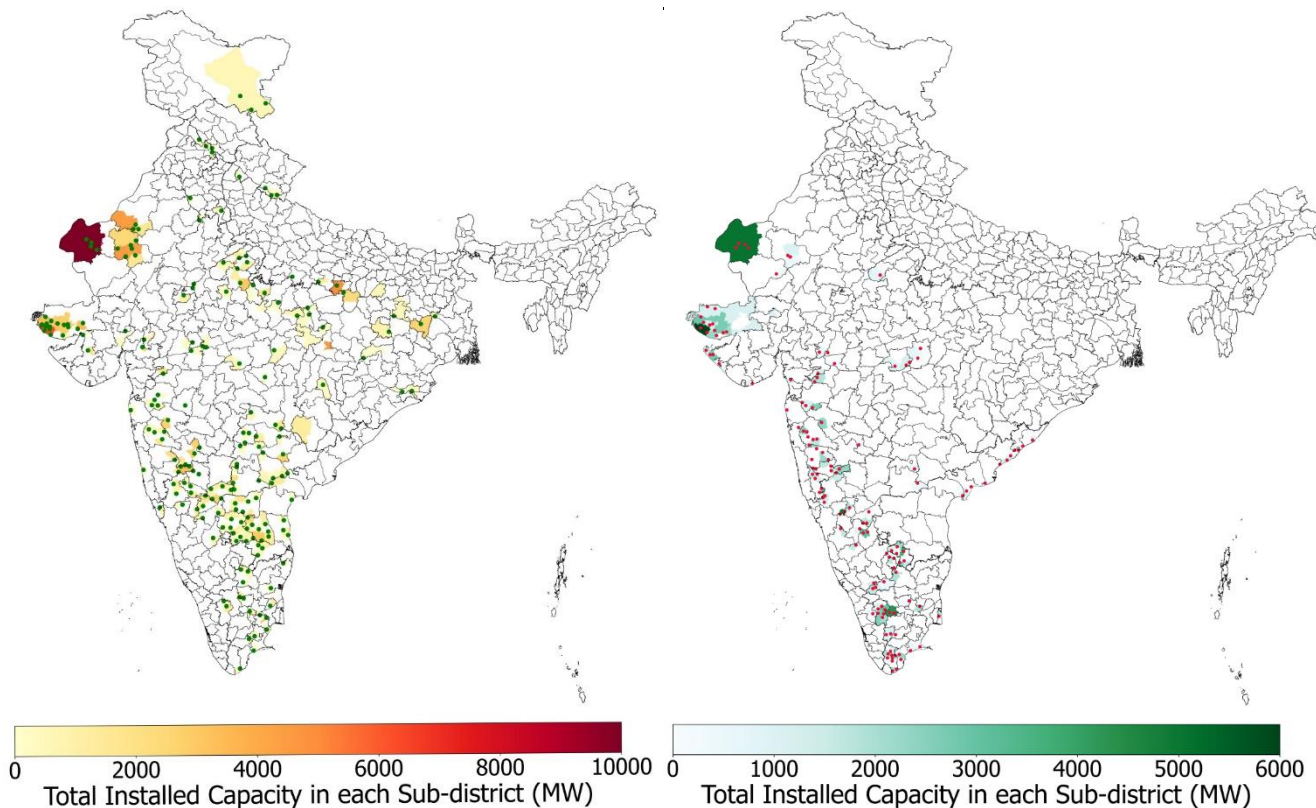 0 2000 4000 6000 8000 10000
Total Installed Capacity in each Sub-district (MW)
0 1000 2000 3000 4000 5000 6000
Total Installed Capacity in each Sub-district (MW)